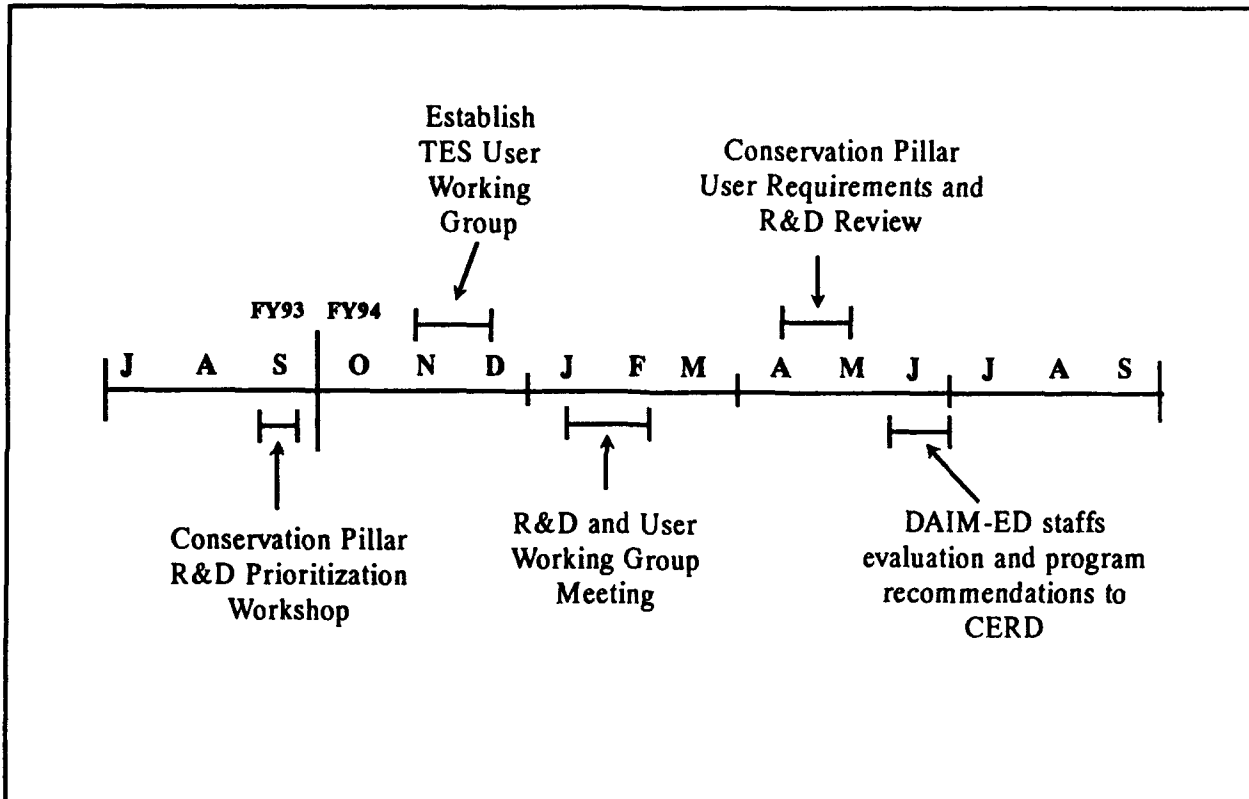 Establish
TES User
Working
Group
Conservation Pillar
User Requirements and
R&D Review
FY93 FY94
J A S O N D J F M A M J J A S
Conservation Pillar
R&D Prioritization
Workshop
R&D and User
Working Group
Meeting
DAIM-ED staffs
evaluation and program
recommendations to
CERD